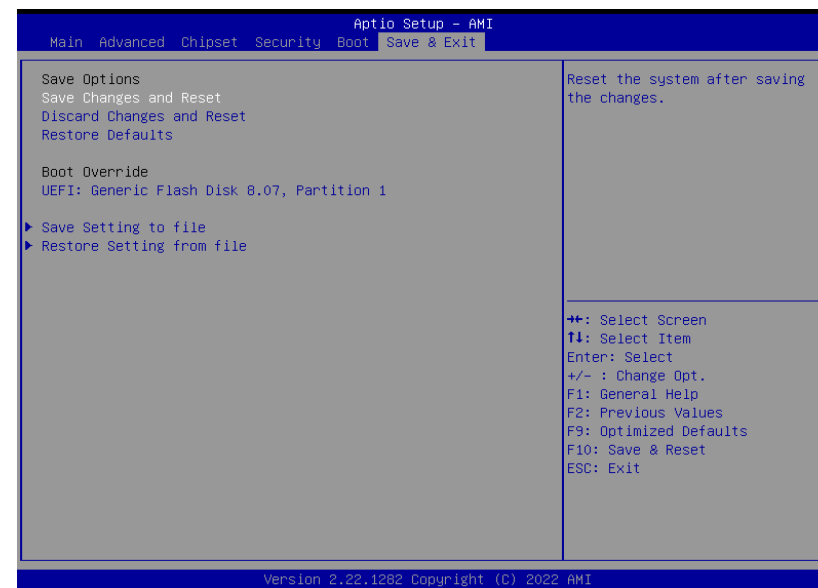 Aptio Setup – AMI
Main Advanced Chipset Security Boot Save & Exit
Save Options
Save Changes and Reset
Discard Changes and Reset
Restore Defaults
Boot Override
UEFI: Generic Flash Disk 8.07, Partition 1
▶ Save Setting to file
▶ Restore Setting from file
Reset the system after saving
the changes.
→←: Select Screen
↑↓: Select Item
Enter: Select
+/- : Change Opt.
F1: General Help
F2: Previous Values
F9: Optimized Defaults
F10: Save & Reset
ESC: Exit
Version 2.22.1282 Copyright (C) 2022 AMI